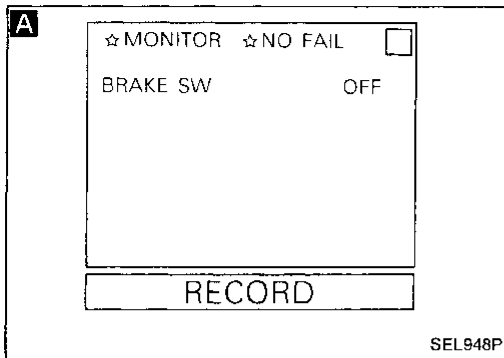 A
☆MONITOR ☆NO FAIL
BRAKE SW OFF
RECORD
SEL948P